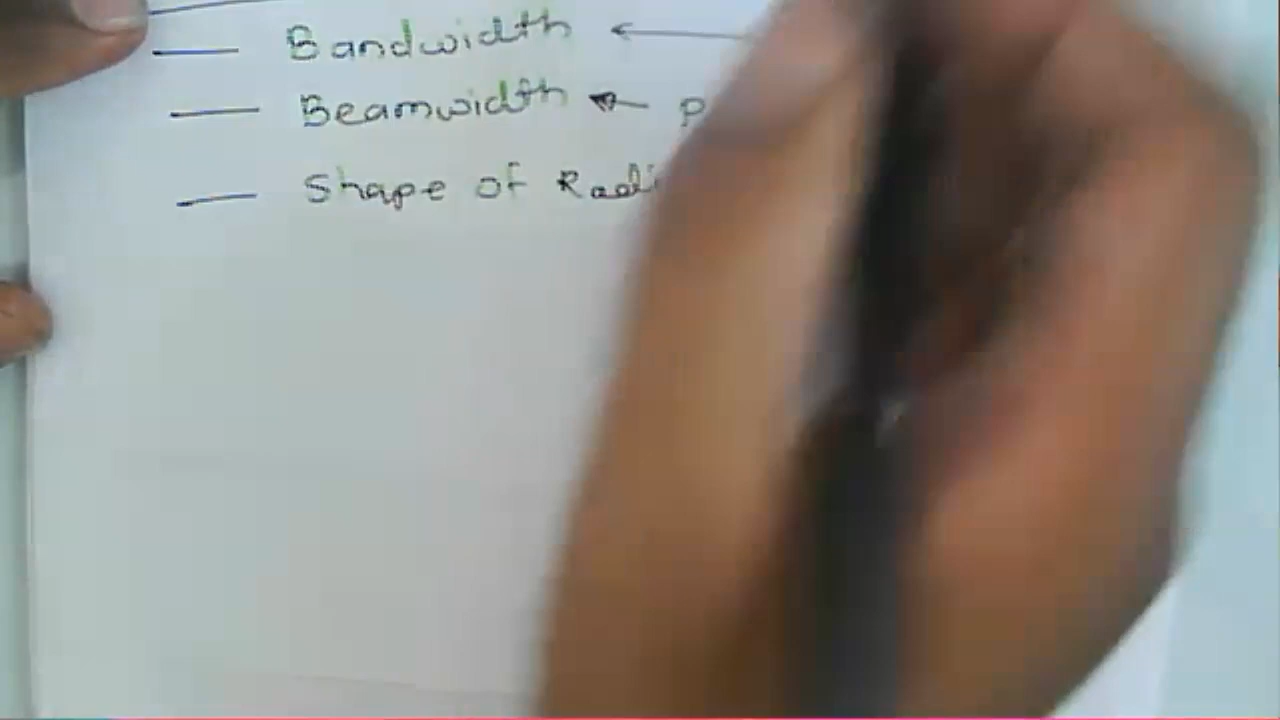 — Bandwidth ←
— Beamwidth ←
— Shape of